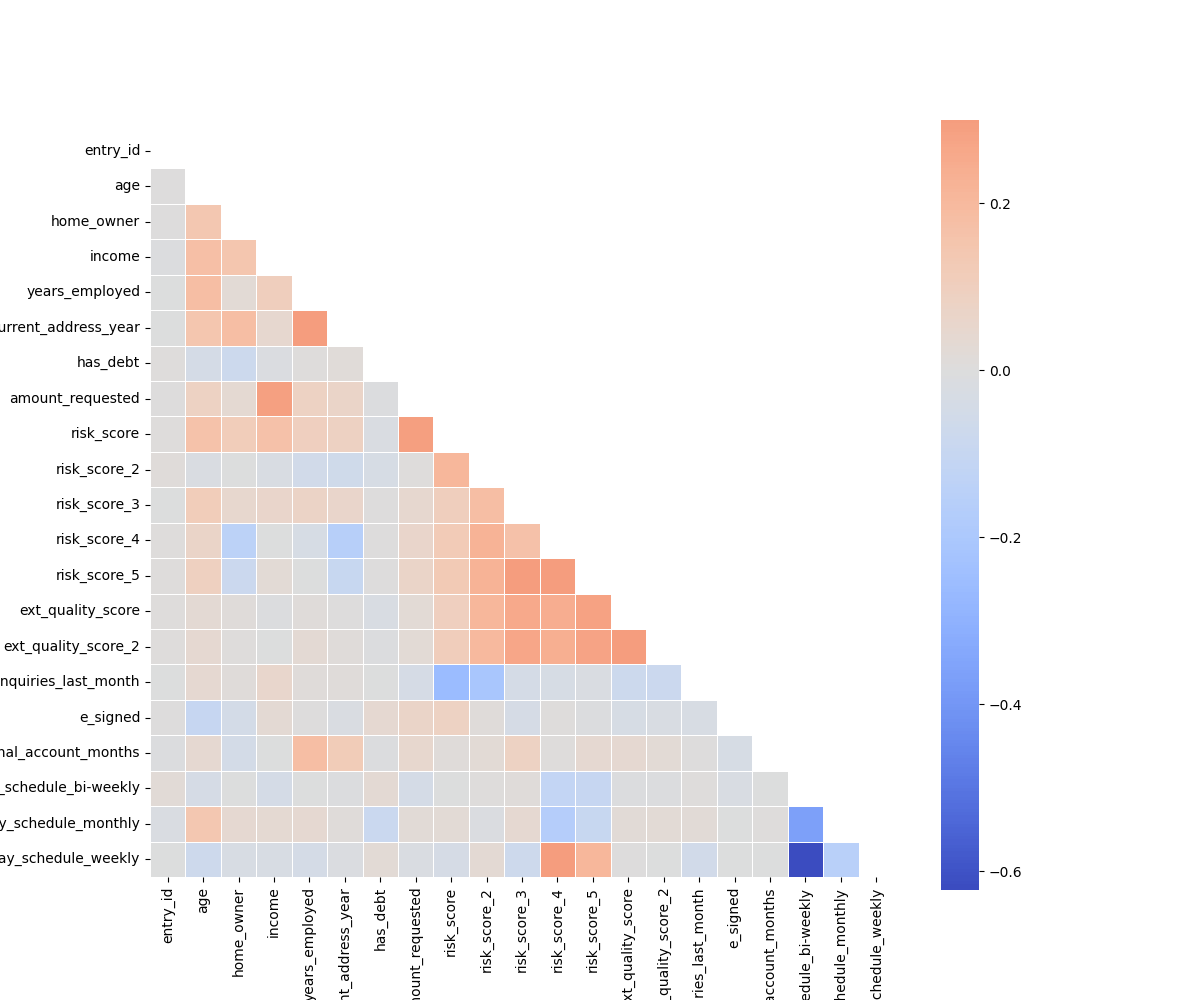 entry_id
age
home_owner
income
years_employed
urrent_address_year
has_debt
amount_requested
risk_score
risk_score_2
risk_score_3
risk_score_4
risk_score_5
ext_quality_score
ext_quality_score_2
nquiries_last_month
e_signed
nal_account_months
_schedule_bi-weekly
y_schedule_monthly
ay_schedule_weekly
entry_id
age
home_owner
income
years_employed
nt_address_year
has_debt
mount_requested
risk_score
risk_score_2
risk_score_3
risk_score_4
risk_score_5
xt_quality_score
_quality_score_2
ries_last_month
e_signed
account_months
edule_bi-weekly
hedule_monthly
chedule_weekly
0.2
0.0
−0.2
−0.4
−0.6